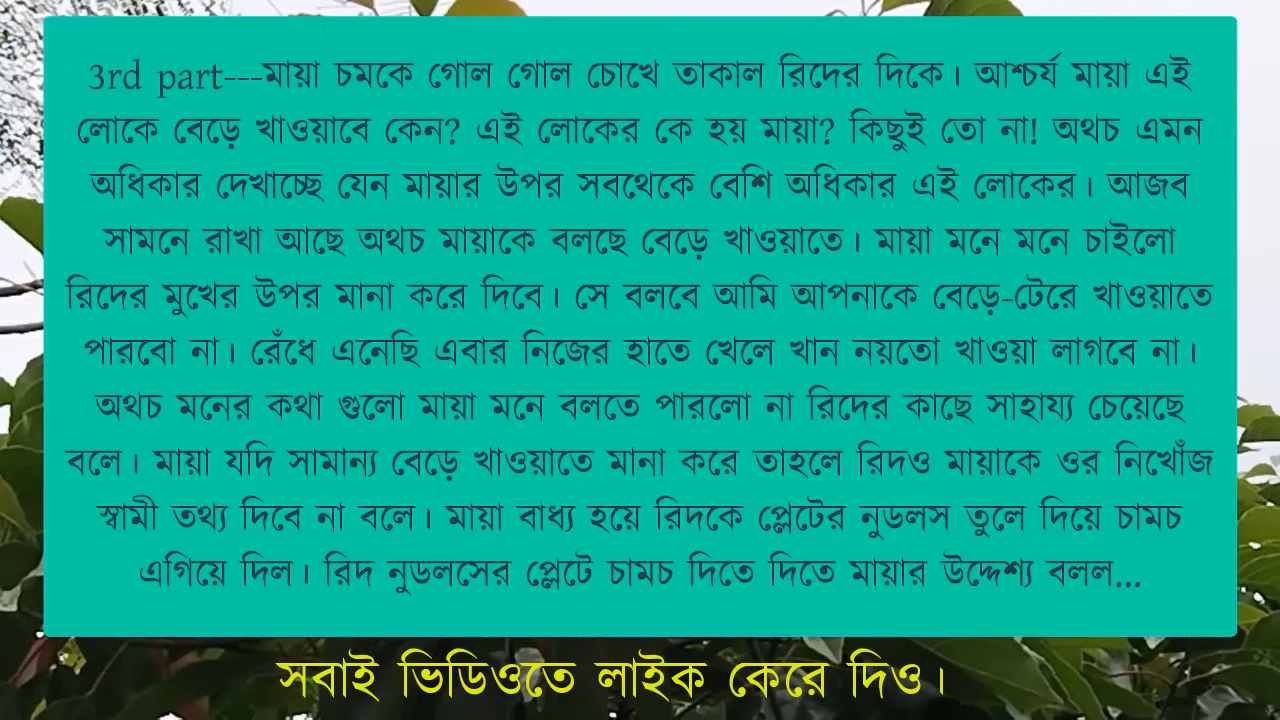 3rd part---মায়া চমকে গোল গোল চোখে তাকাল রিদের দিকে। আশ্চর্য মায়া এই
লোকে বেড়ে খাওয়াবে কেন? এই লোকের কে হয় মায়া? কিছুই তো না! অথচ এমন
অধিকার দেখাচ্ছে যেন মায়ার উপর সবথেকে বেশি অধিকার এই লোকের। আজব
সামনে রাখা আছে অথচ মায়াকে বলছে বেড়ে খাওয়াতে। মায়া মনে মনে চাইলো
রিদের মুখের উপর মানা করে দিবে। সে বলবে আমি আপনাকে বেড়ে-টেরে খাওয়াতে
পারবো না। রেঁধে এনেছি এবার নিজের হাতে খেলে খান নয়তো খাওয়া লাগবে না।
অথচ মনের কথা গুলো মায়া মনে বলতে পারলো না রিদের কাছে সাহায্য চেয়েছে
বলে। মায়া যদি সামান্য বেড়ে খাওয়াতে মানা করে তাহলে রিদও মায়াকে ওর নিখোঁজ
স্বামী তথ্য দিবে না বলে। মায়া বাধ্য হয়ে রিদকে প্লেটের নুডলস তুলে দিয়ে চামচ
এগিয়ে দিল। রিদ নুডলসের প্লেটে চামচ দিতে দিতে মায়ার উদ্দেশ্য বলল...
সবাই ভিডিওতে লাইক কেরে দিও।